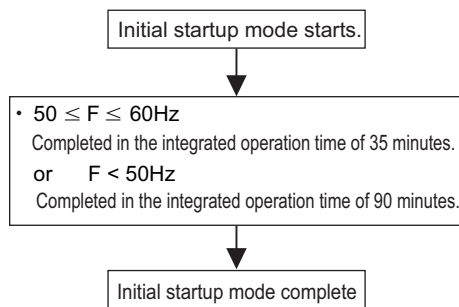 Initial startup mode starts.
· 50 ≤ F ≤ 60Hz
Completed in the integrated operation time of 35 minutes.
or F < 50Hz
Completed in the integrated operation time of 90 minutes.
Initial startup mode complete